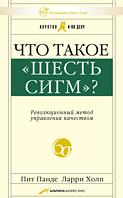 КОРОТКО И ПО ДЕЛУ
ЧТО ТАКОЕ
«ШЕСТЬ
СИГМ»?
Революционный метод
управления качеством
Пит Панде Ларри Холп